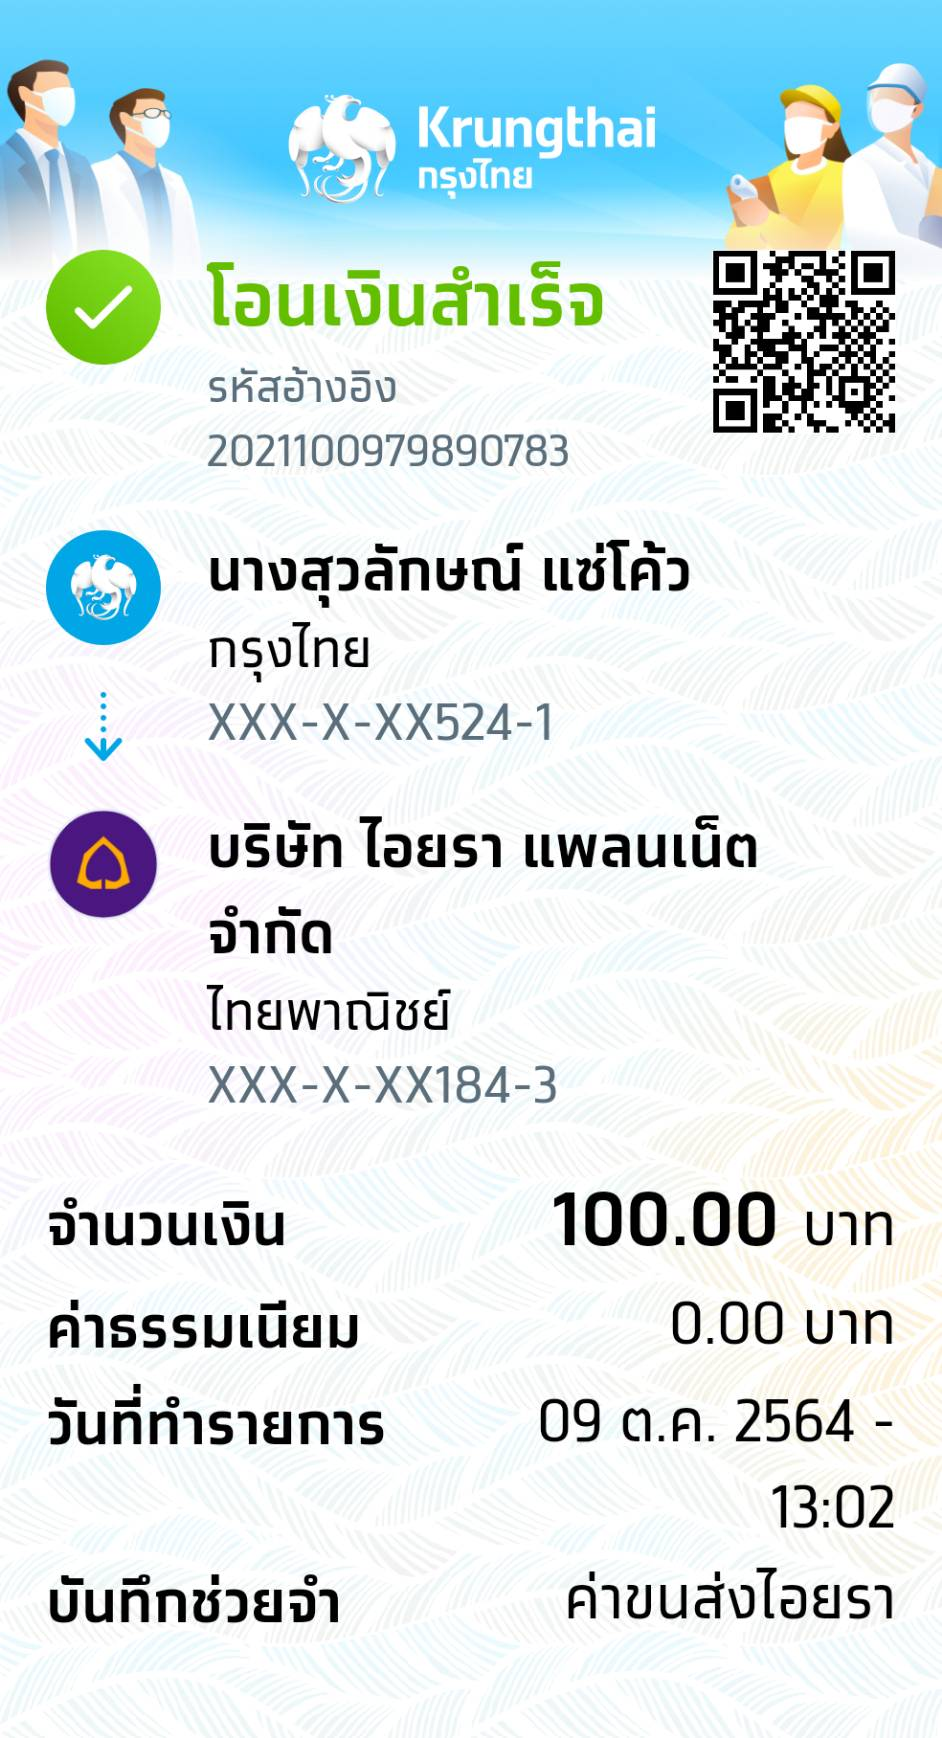 Krungthai
กรุงไทย
โอนเงินสำเร็จ
รหัสอ้างอิง
2021100979890783
นางสุวลักษณ์ แซ่โค้ว
กรุงไทย
XXX-X-XX524-1
บริษัท ไอยรา แพลนเน็ต
จำกัด
ไทยพาณิชย์
XXX-X-XX184-3
จำนวนเงิน 100.00 บาท
ค่าธรรมเนียม 0.00 บาท
วันที่ทำรายการ 09 ต.ค. 2564 -
13:02
บันทึกช่วยจำ ค่าขนส่งไอยรา